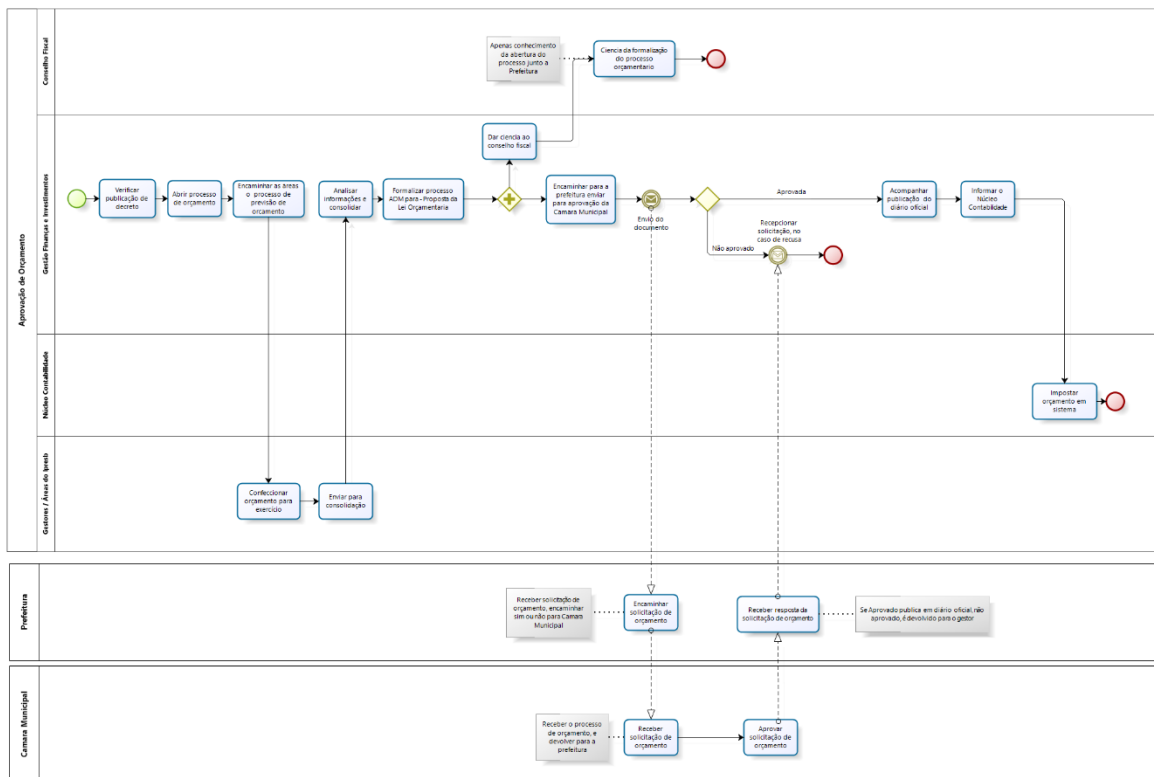 Aprovação de Orçamento
Conselho Fiscal
Apenas conhecimento
da abertura do
processo junto a
Prefeitura
Ciencia da formalização
do processo
orçamentario
Gestão Finanças e Investimentos
Verificar
publicação de
decreto
Abrir processo
de orçamento
Encaminhar as áreas
o processo de
previsão de
orçamento
Analisar
informações e
consolidar
Formalizar processo
ADM para - Proposta da
Lei Orçamentaria
Dar ciencia ao
conselho fiscal
Encaminhar para a
prefeitura enviar para
aprovação da
Camara Municipal
Envio do
documento
Aprovada
Não aprovado
Recepcionar
solicitação, no
caso de recusa
Acompanhar
publicação do
diário oficial
Informar o
Núcleo
Contabilidade
Núcleo Contabilidade
Impostar
orçamento em
sistema
Gestores / Áreas do Ipresb
Confeccionar
orçamento para
exercício
Enviar para
consolidação
Prefeitura
Receber solicitação de
orçamento, encaminhar
sim ou não para Camara
Municipal
Encaminhar
solicitação de
orçamento
Receber resposta da
solicitação de orçamento
Se Aprovado publica em diário oficial, não
aprovado, é devolvido para o gestor
Camara Municipal
Receber o processo
de orçamento, e
devolver para a
prefeitura
Receber
solicitação de
orçamento
Aprovar
solicitação de
orçamento